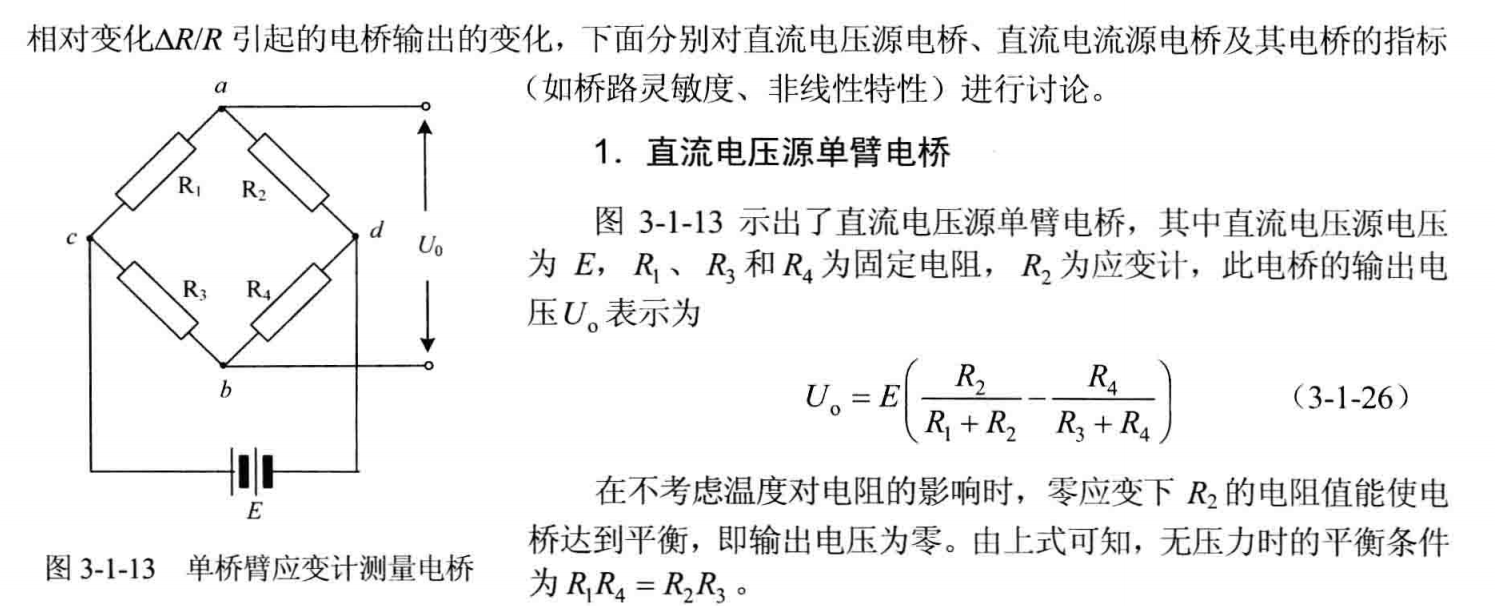 相对变化ΔR/R 引起的电桥输出的变化，下面分别对直流电压源电桥、直流电流源电桥及其电桥的指标
（如桥路灵敏度、非线性特性）进行讨论。
a
R₁
R₂
c
d
U₀
R₃
R₄
b
E
图 3-1-13 单桥臂应变计测量电桥
1．直流电压源单臂电桥
图 3-1-13 示出了直流电压源单臂电桥，其中直流电压源电压
为 E， R₁、 R₃ 和 R₄ 为固定电阻， R₂ 为应变计，此电桥的输出电
压 Uₒ 表示为
Uₒ = E(R₂/(R₁ + R₂) − R₄/(R₃ + R₄)) （3-1-26）
在不考虑温度对电阻的影响时，零应变下 R₂ 的电阻值能使电
桥达到平衡，即输出电压为零。由上式可知，无压力时的平衡条件
为 R₁R₄ = R₂R₃ 。